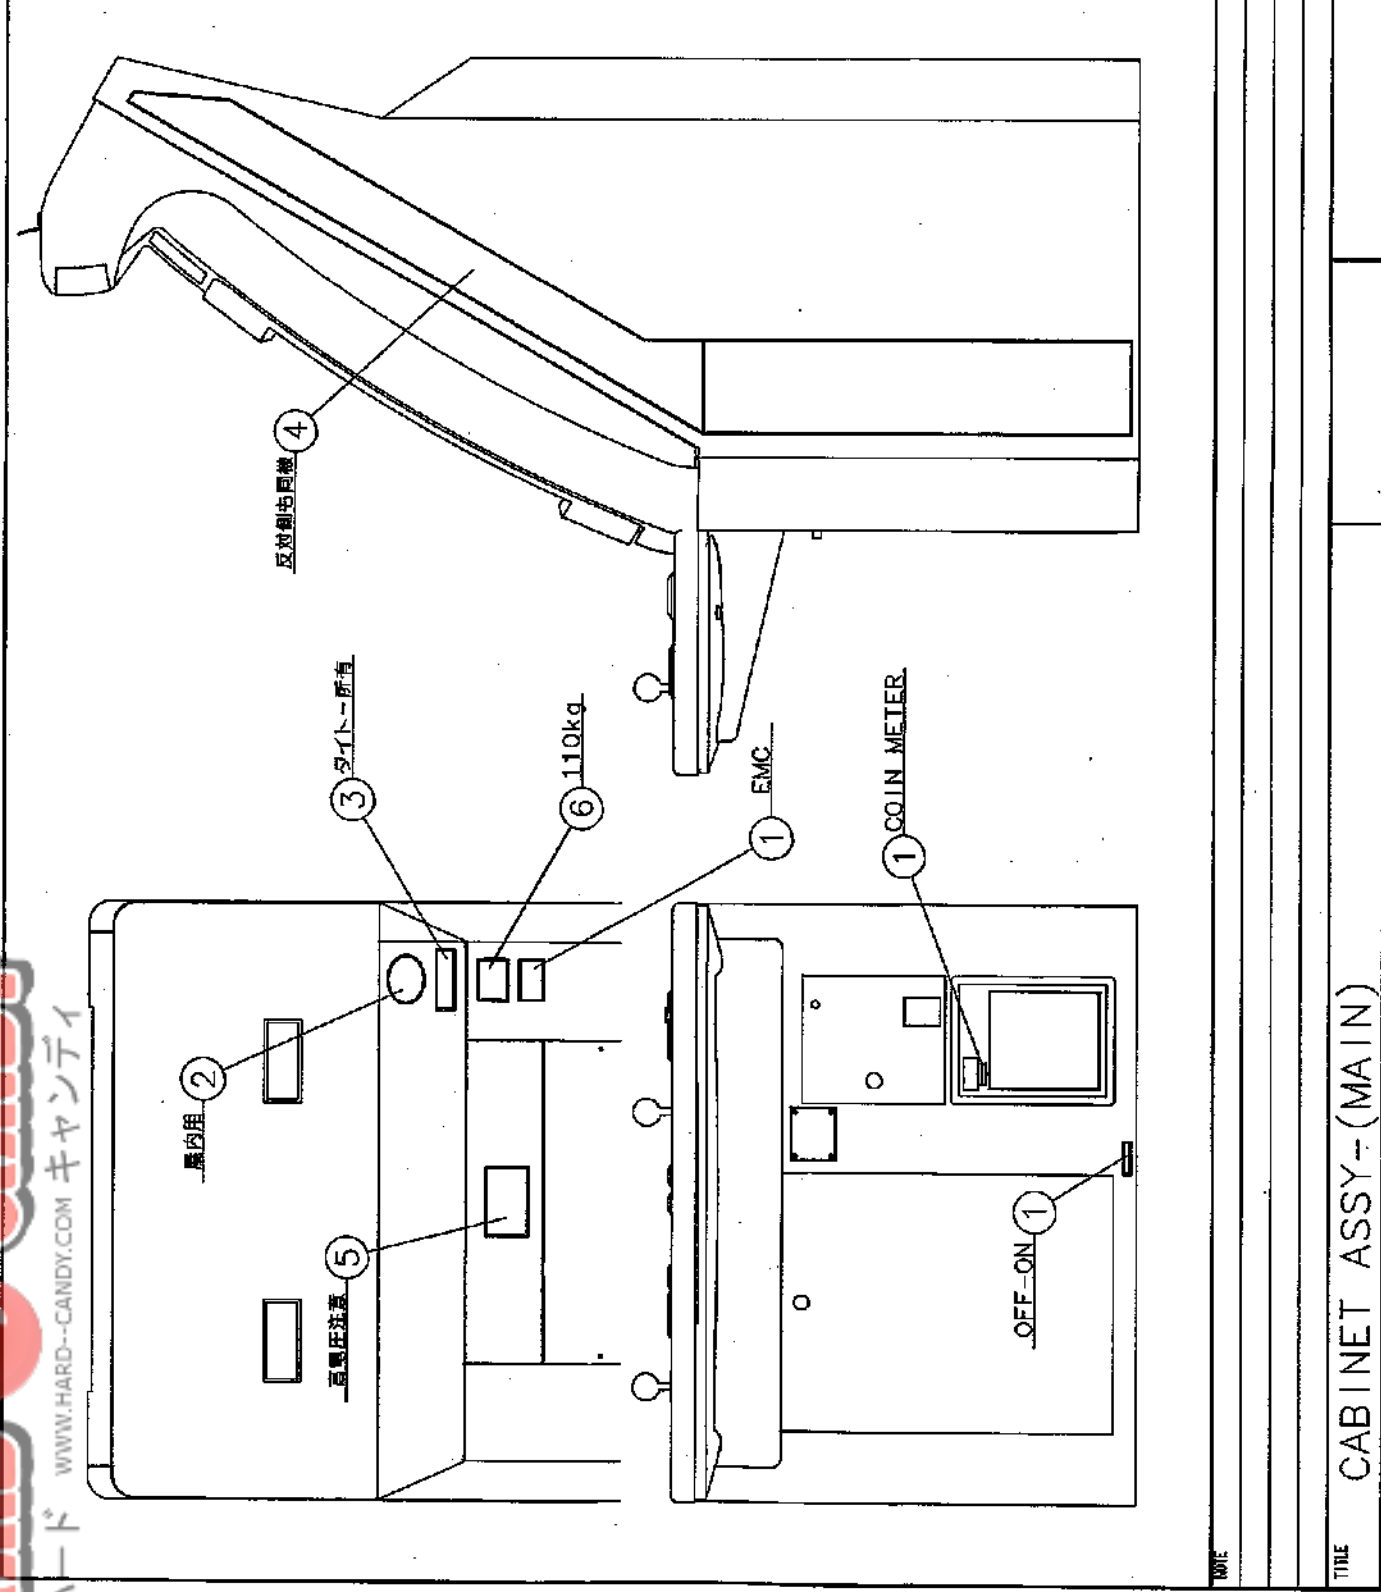 WWW.HARD--CANDY.COM キャンディ
反対側も同様
4
タイトー所有
3
110kg
6
EMC
1
COIN METER
1
屋内用
2
高電圧注意
5
OFF-ON
1
NOTE
TITLE CABINET ASSY-(MAIN)